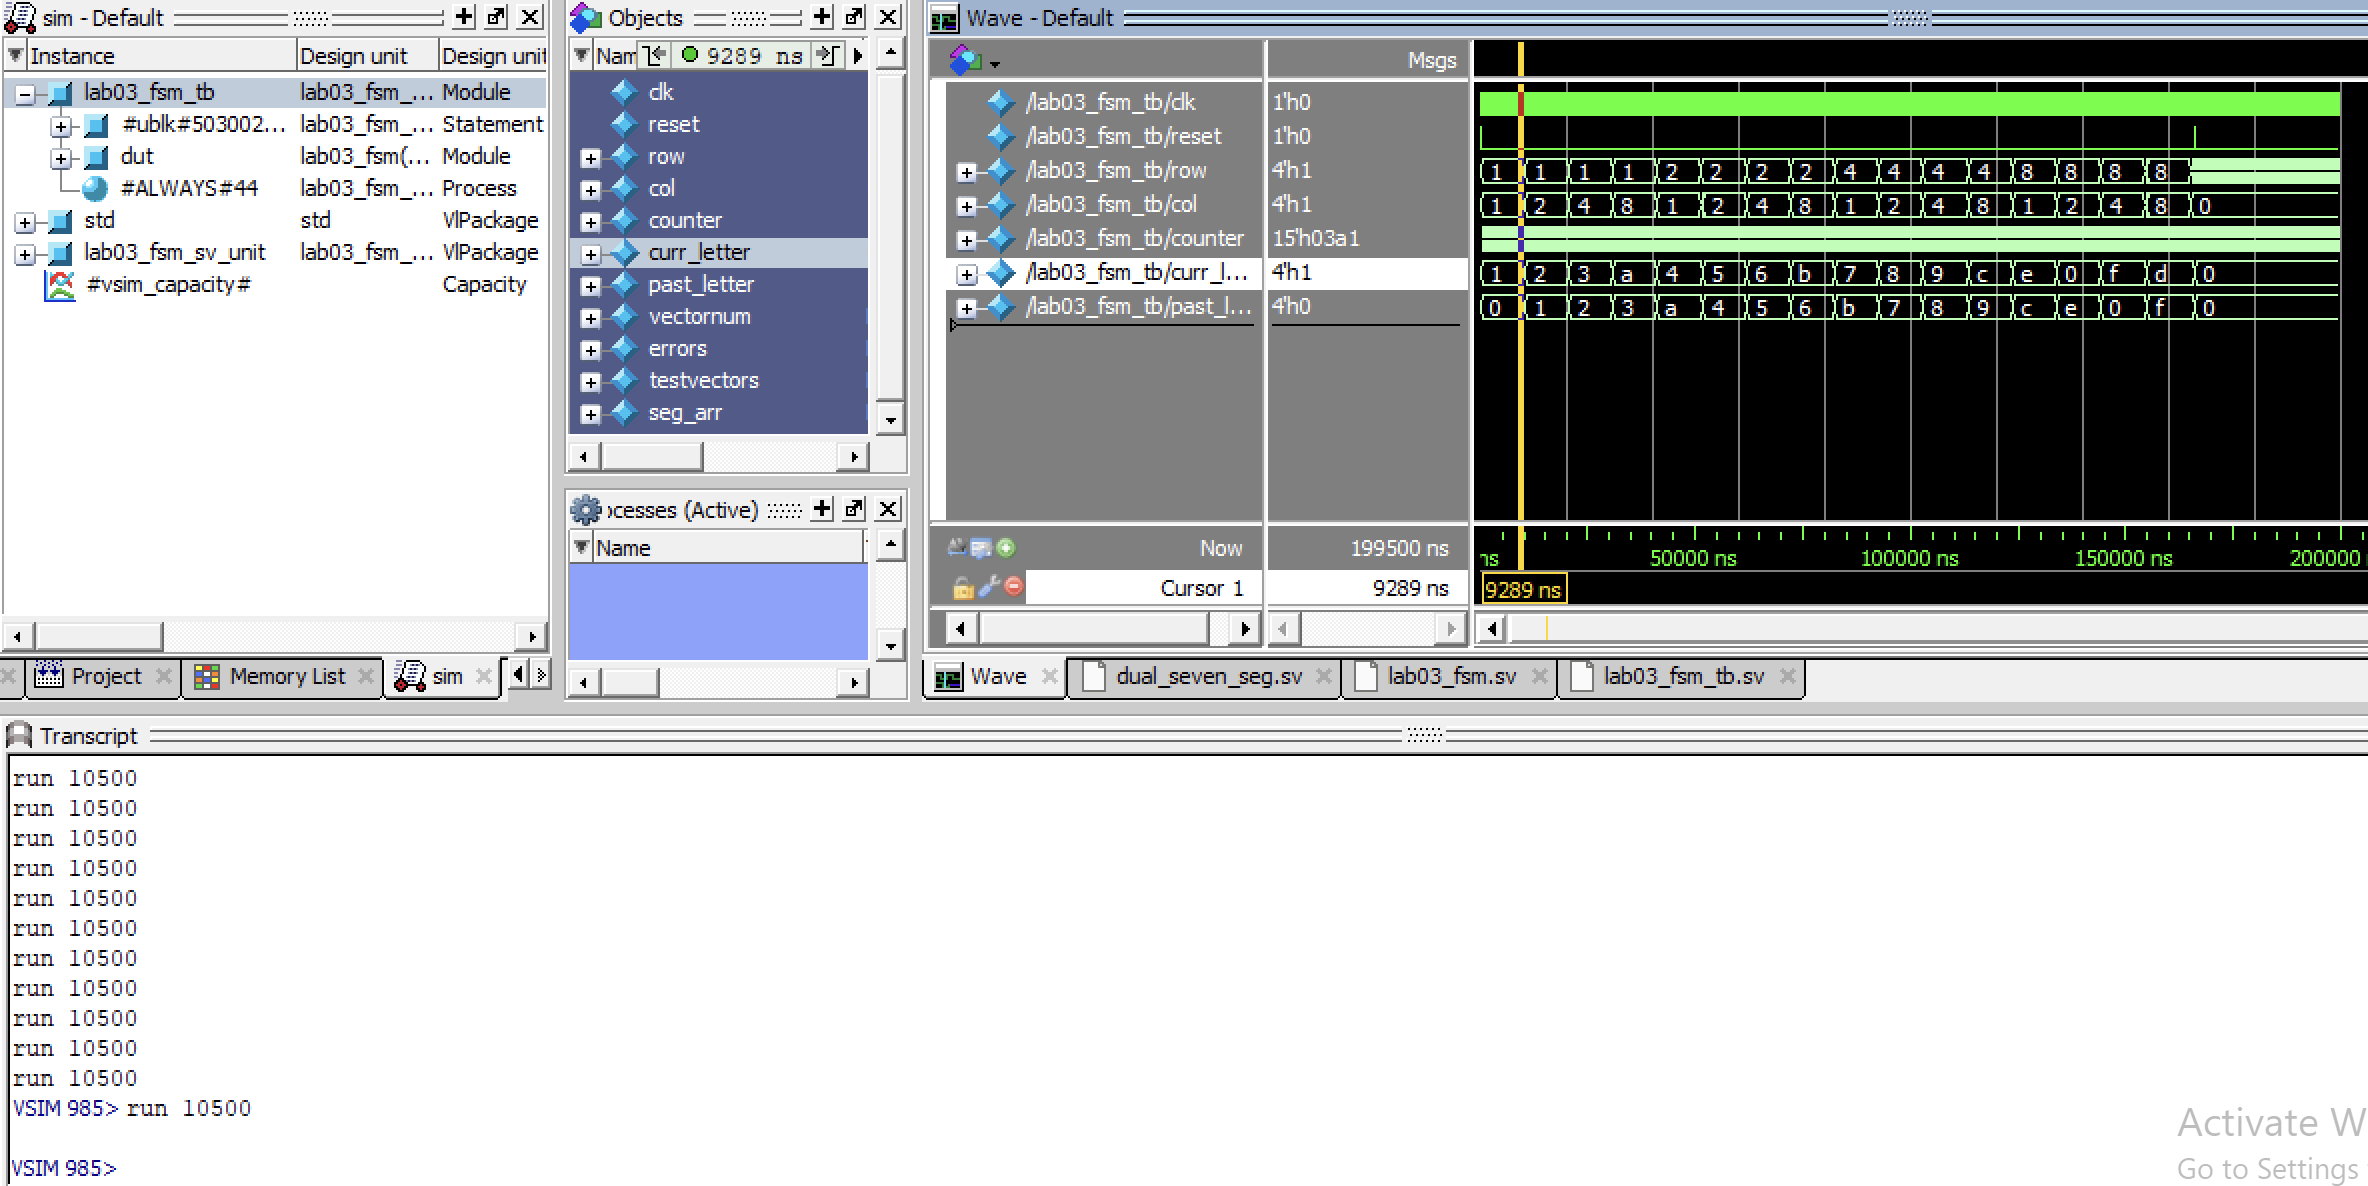 sim - Default
Instance Design unit Design unit
lab03_fsm_tb lab03_fsm_... Module
#ublk#503002... lab03_fsm_... Statement
dut lab03_fsm(... Module
#ALWAYS#44 lab03_fsm_... Process
std std VlPackage
lab03_fsm_sv_unit lab03_fsm_... VlPackage
#vsim_capacity# Capacity
Project Memory List sim
Objects
Nam 9289 ns
clk
reset
row
col
counter
curr_letter
past_letter
vectornum
errors
testvectors
seg_arr
ocesses (Active)
Name
Wave - Default
Msgs
/lab03_fsm_tb/clk 1'h0
/lab03_fsm_tb/reset 1'h0
/lab03_fsm_tb/row 4'h1 1 1 1 1 2 2 2 2 4 4 4 4 8 8 8 8
/lab03_fsm_tb/col 4'h1 1 2 4 8 1 2 4 8 1 2 4 8 1 2 4 8 0
/lab03_fsm_tb/counter 15'h03a1
/lab03_fsm_tb/curr_l... 4'h1 1 2 3 a 4 5 6 b 7 8 9 c e 0 f d 0
/lab03_fsm_tb/past_l... 4'h0 0 1 2 3 a 4 5 6 b 7 8 9 c e 0 f 0
Now 199500 ns ns 50000 ns 100000 ns 150000 ns 200000
Cursor 1 9289 ns 9289 ns
Wave dual_seven_seg.sv lab03_fsm.sv lab03_fsm_tb.sv
Transcript
run 10500
run 10500
run 10500
run 10500
run 10500
run 10500
run 10500
run 10500
run 10500
run 10500
run 10500
VSIM 985> run 10500
VSIM 985>
Activate W
Go to Settings